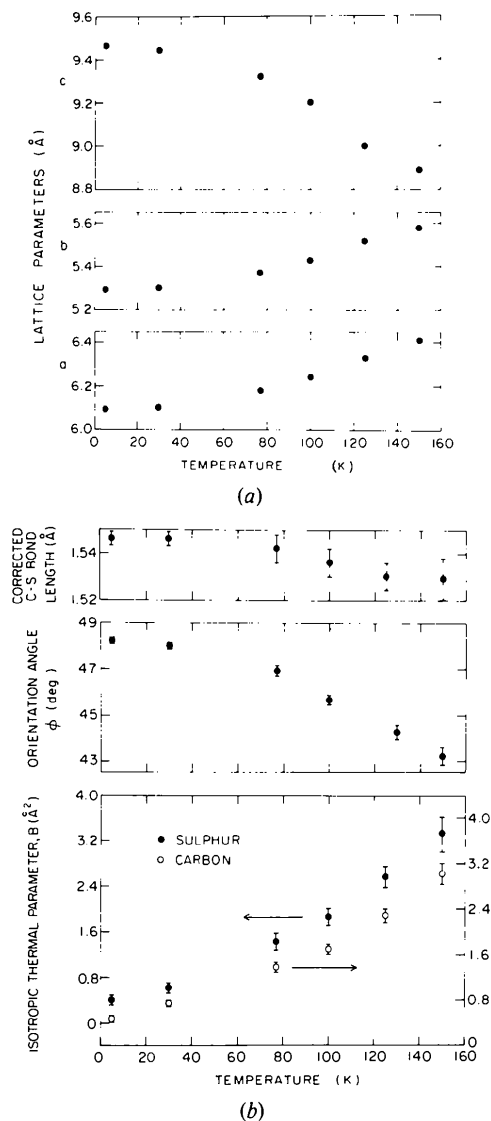 9.6
9.4
c
9.2
9.0
8.8
5.6
b
5.4
5.2
6.4
a
6.2
6.0
LATTICE PARAMETERS (Å)
0 20 40 60 80 100 120 140 160
TEMPERATURE (K)
(a)
CORRECTED
C-S BOND
LENGTH (Å)
1.54
1.52
ORIENTATION ANGLE
ϕ (deg)
49
47
45
43
ISOTROPIC THERMAL PARAMETER, B (Å²)
4.0
3.2
2.4
1.6
0.8
0
● SULPHUR
○ CARBON
4.0
3.2
2.4
1.6
0.8
0
0 20 40 60 80 100 120 140 160
TEMPERATURE (K)
(b)